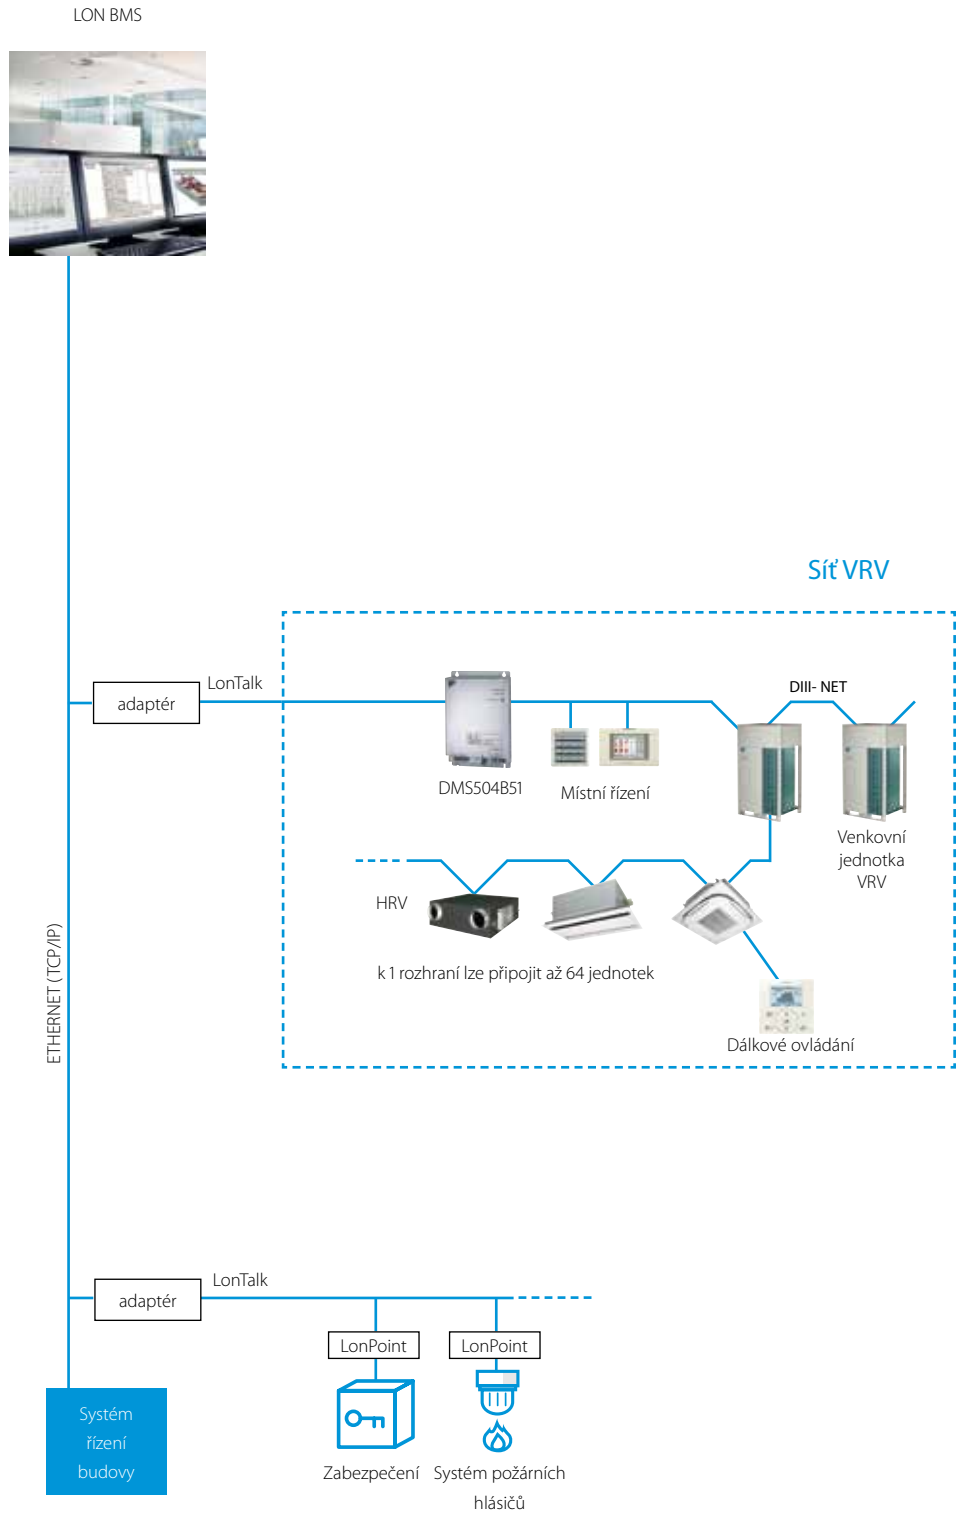 LON BMS
Síť VRV
LonTalk
adaptér
DIII- NET
DMS504B51
Místní řízení
Venkovní
jednotka
VRV
HRV
k 1 rozhraní lze připojit až 64 jednotek
Dálkové ovládání
ETHERNET (TCP/IP)
LonTalk
adaptér
LonPoint
LonPoint
Systém
řízení
budovy
Zabezpečení
Systém požárních
hlásičů